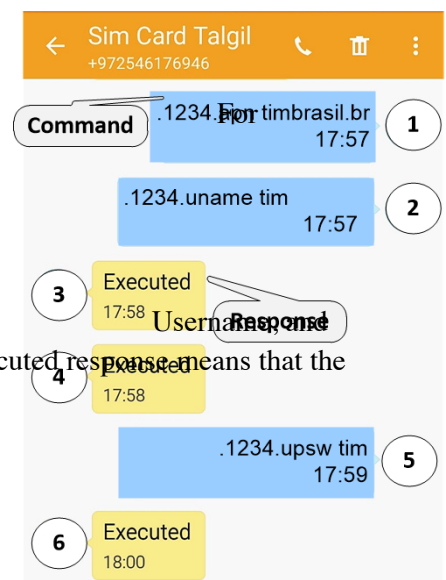 Sim Card Talgil
+972546176946
Command
.1234.apn timbrasil.br
For
17:57
1
.1234.uname tim
17:57
2
3
Executed
17:58
Username, and
Response
cuted response means that the
4
Executed
17:58
.1234.upsw tim
17:59
5
6
Executed
18:00